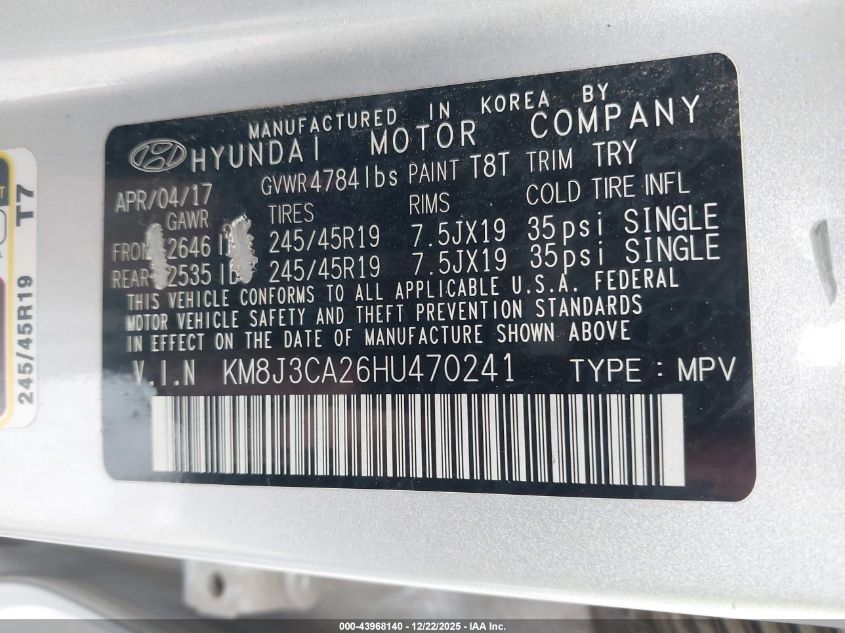 MANUFACTURED IN KOREA BY
HYUNDAI MOTOR COMPANY
APR/04/17 GVWR 4784lbs PAINT T8T TRIM TRY
GAWR TIRES RIMS COLD TIRE INFL
2646 245/45R19 7.5JX19 35psi SINGLE
REAR 2535 lb 245/45R19 7.5JX19 35psi SINGLE
THIS VEHICLE CONFORMS TO ALL APPLICABLE U.S.A. FEDERAL
MOTOR VEHICLE SAFETY AND THEFT PREVENTION STANDARDS
IN EFFECT ON THE DATE OF MANUFACTURE SHOWN ABOVE
V.I.N KM8J3CA26HU470241 TYPE : MPV
245/45R19 T7
000-43968140 - 12/22/2025 - IAA Inc.